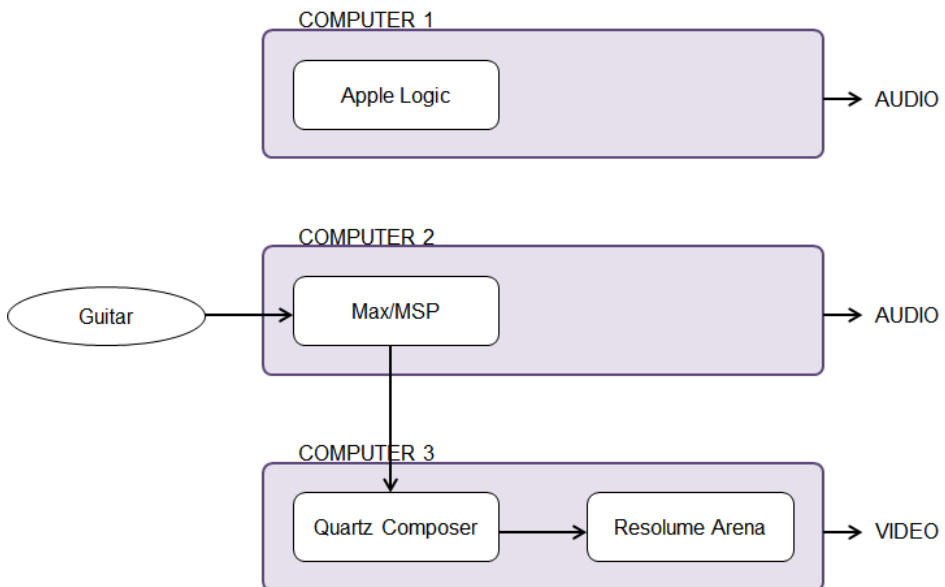 COMPUTER 1
Apple Logic
AUDIO
COMPUTER 2
Guitar
Max/MSP
AUDIO
COMPUTER 3
Quartz Composer
Resolume Arena
VIDEO